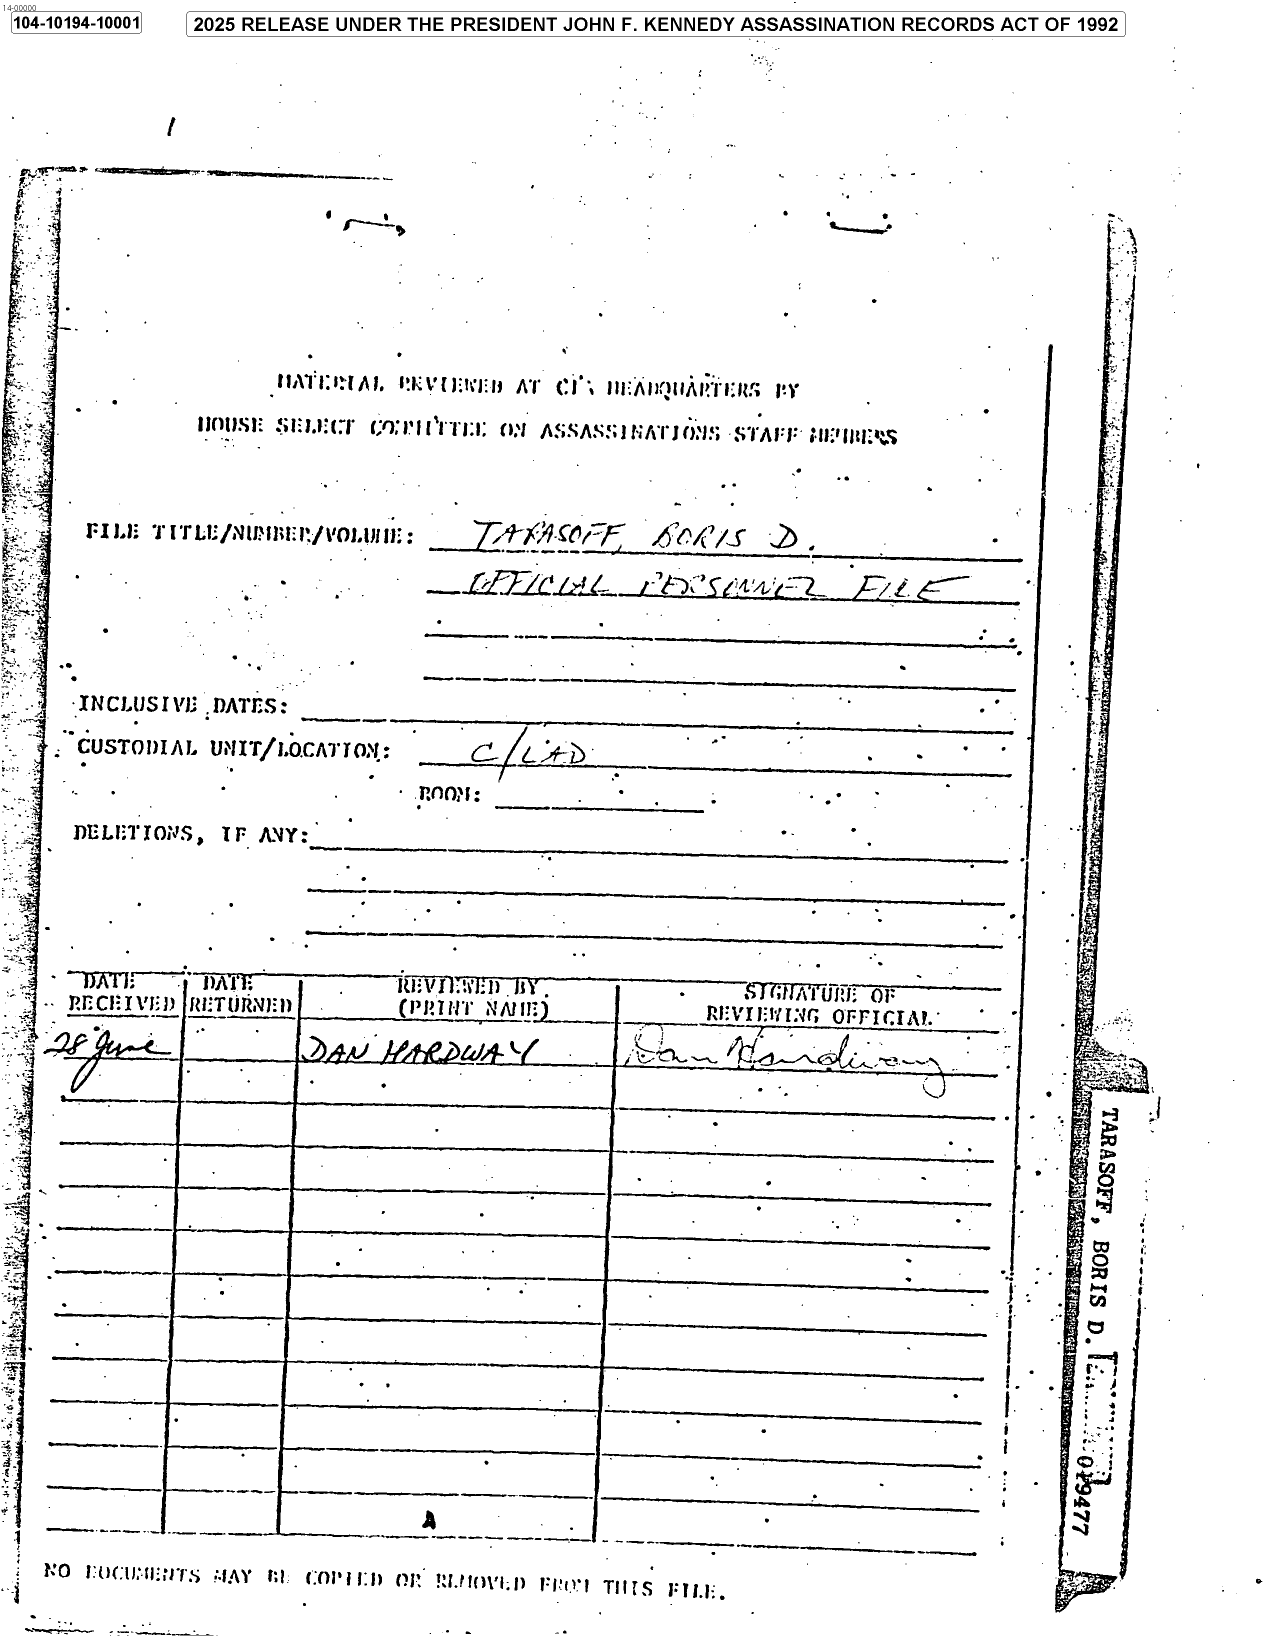 14-00000
104-10194-10001
2025 RELEASE UNDER THE PRESIDENT JOHN F. KENNEDY ASSASSINATION RECORDS ACT OF 1992
MATERIAL REVIEWED AT CIA HEADQUARTERS BY
HOUSE SELECT COMMITTEE ON ASSASSINATIONS STAFF MEMBERS
FILE TITLE/NUMBER/VOLUME: TARASOFF, BORIS D.
OFFICIAL PERSONNEL FILE
INCLUSIVE DATES:
CUSTODIAL UNIT/LOCATION: C/LAD
ROOM:
DELETIONS, IF ANY:
DATE RECEIVED
DATE RETURNED
REVIEWED BY (PRINT NAME)
SIGNATURE OF REVIEWING OFFICIAL
28 June DAN HARDWAY Dan Hardway
NO DOCUMENTS MAY BE COPIED OR REMOVED FROM THIS FILE.
TARASOFF, BORIS D. 019477